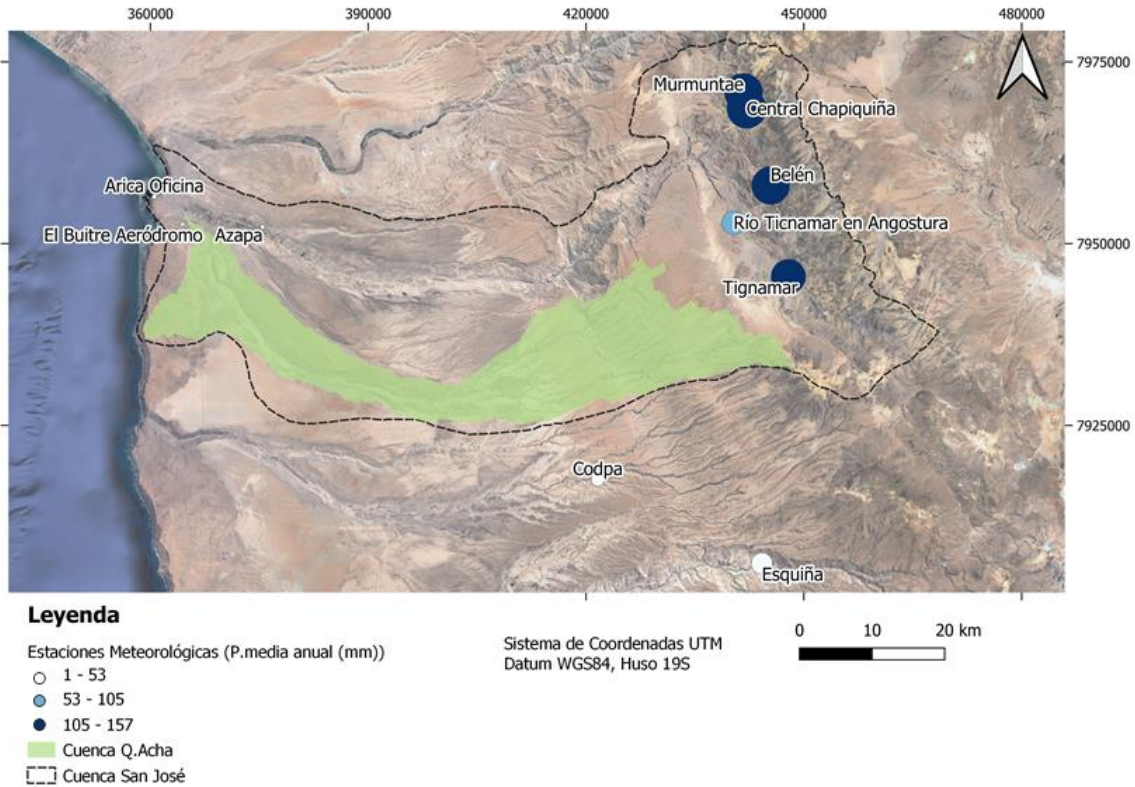 360000 390000 420000 450000 480000
7975000
Murmuntae
Central Chapiquiña
Arica Oficina
Belén
Río Ticnamar en Angostura
El Buitre Aeródromo Azapa
7950000
Tignamar
7925000
Codpa
Esquiña
Leyenda
Estaciones Meteorológicas (P.media anual (mm))
1 - 53
53 - 105
105 - 157
Cuenca Q.Acha
Cuenca San José
Sistema de Coordenadas UTM
Datum WGS84, Huso 19S
0 10 20 km